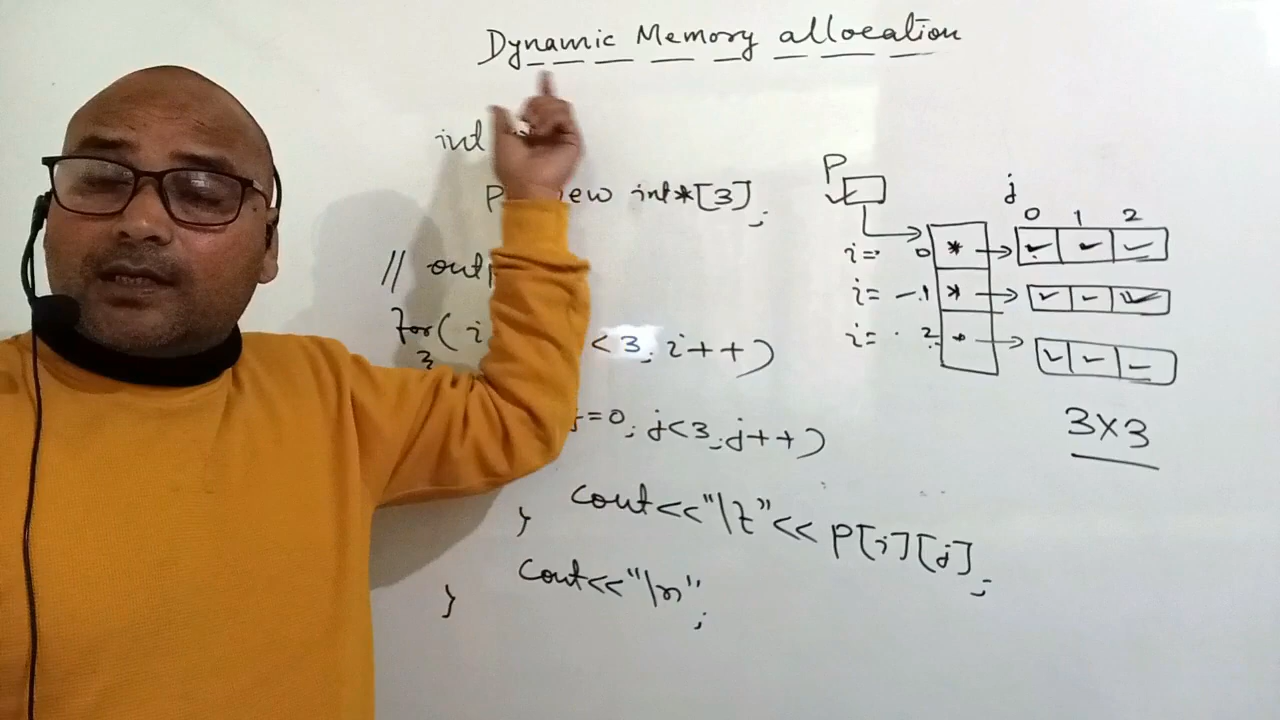 Dynamic Memory allocation
int
P new int*[3];
// outp
for( i <3; i++)
j=0; j<3; j++)
cout<<"\t"<< P[i][j];
}
cout<<"\n";
}
P
j
0 1 2
i= 0 *
i= 1 *
i= 2 *
3x3